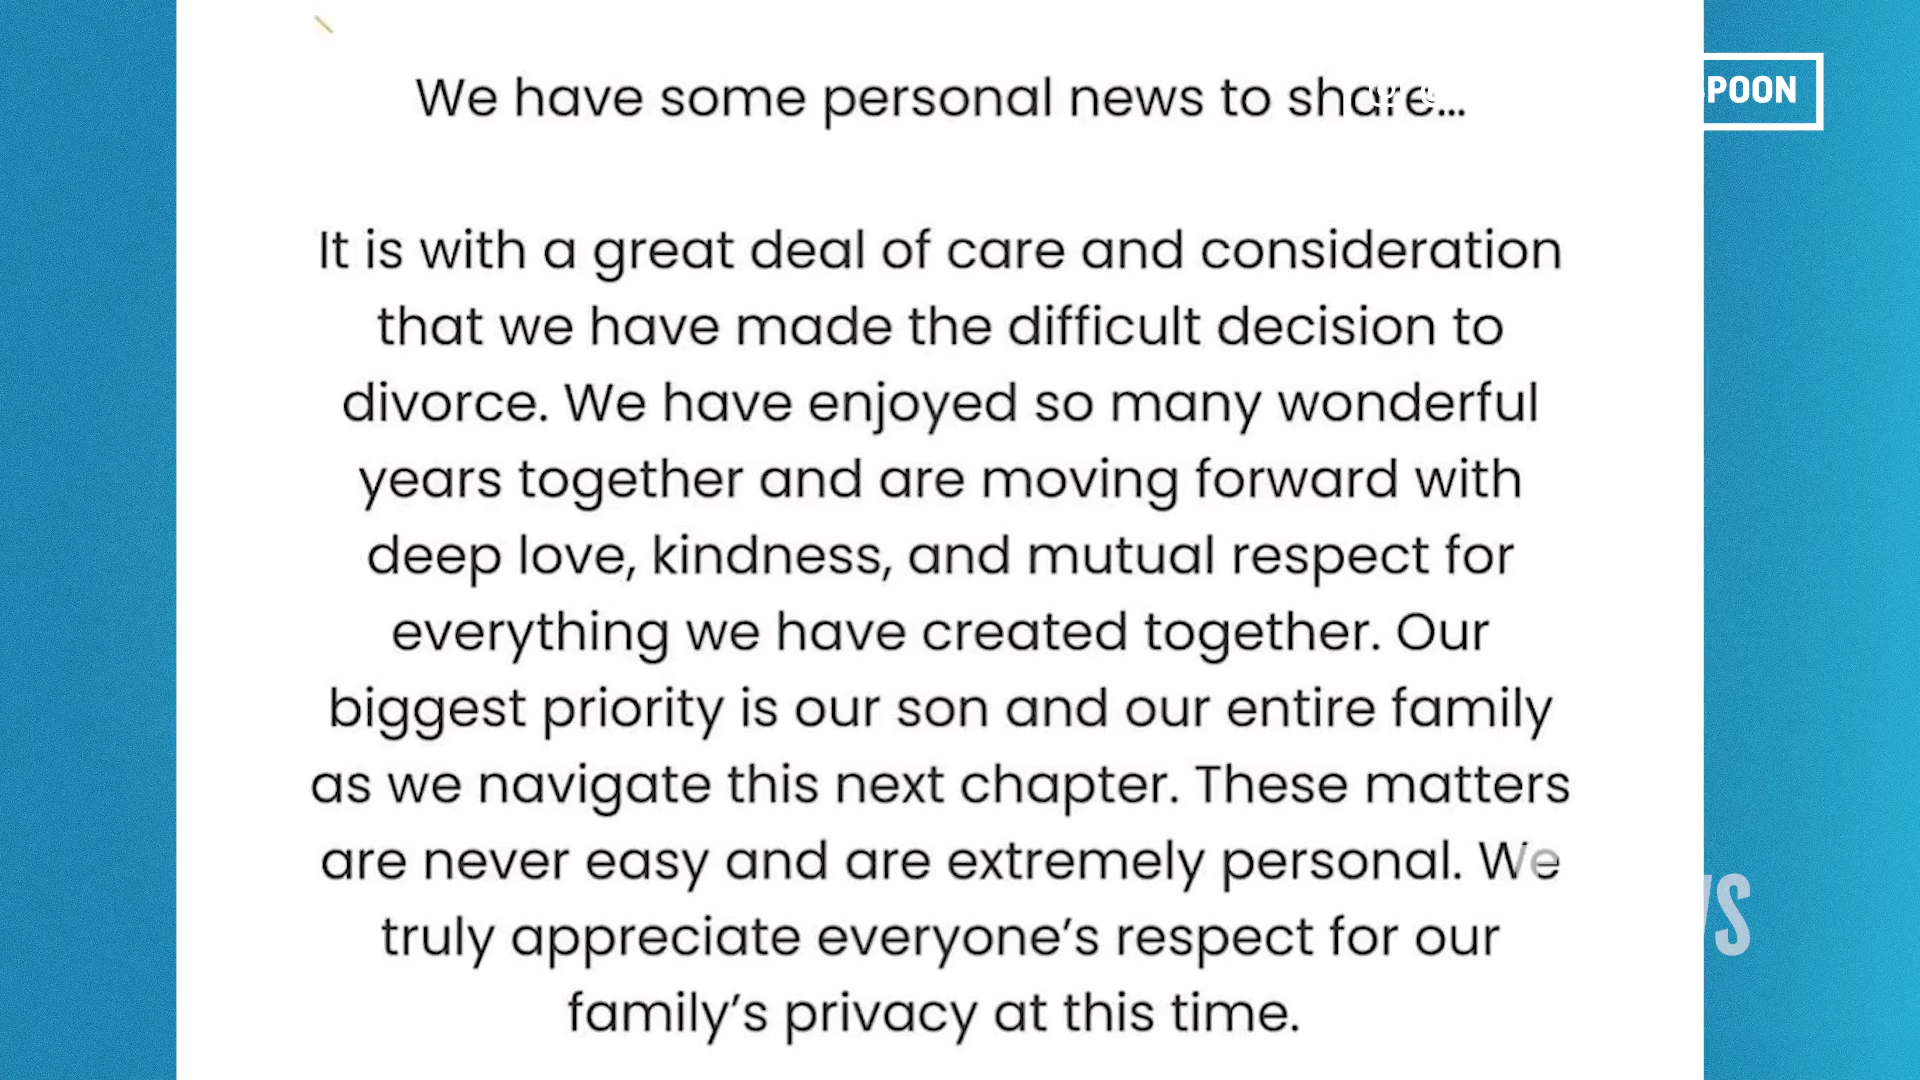 We have some personal news to share...
It is with a great deal of care and consideration
that we have made the difficult decision to
divorce. We have enjoyed so many wonderful
years together and are moving forward with
deep love, kindness, and mutual respect for
everything we have created together. Our
biggest priority is our son and our entire family
as we navigate this next chapter. These matters
are never easy and are extremely personal. We
truly appreciate everyone’s respect for our
family’s privacy at this time.